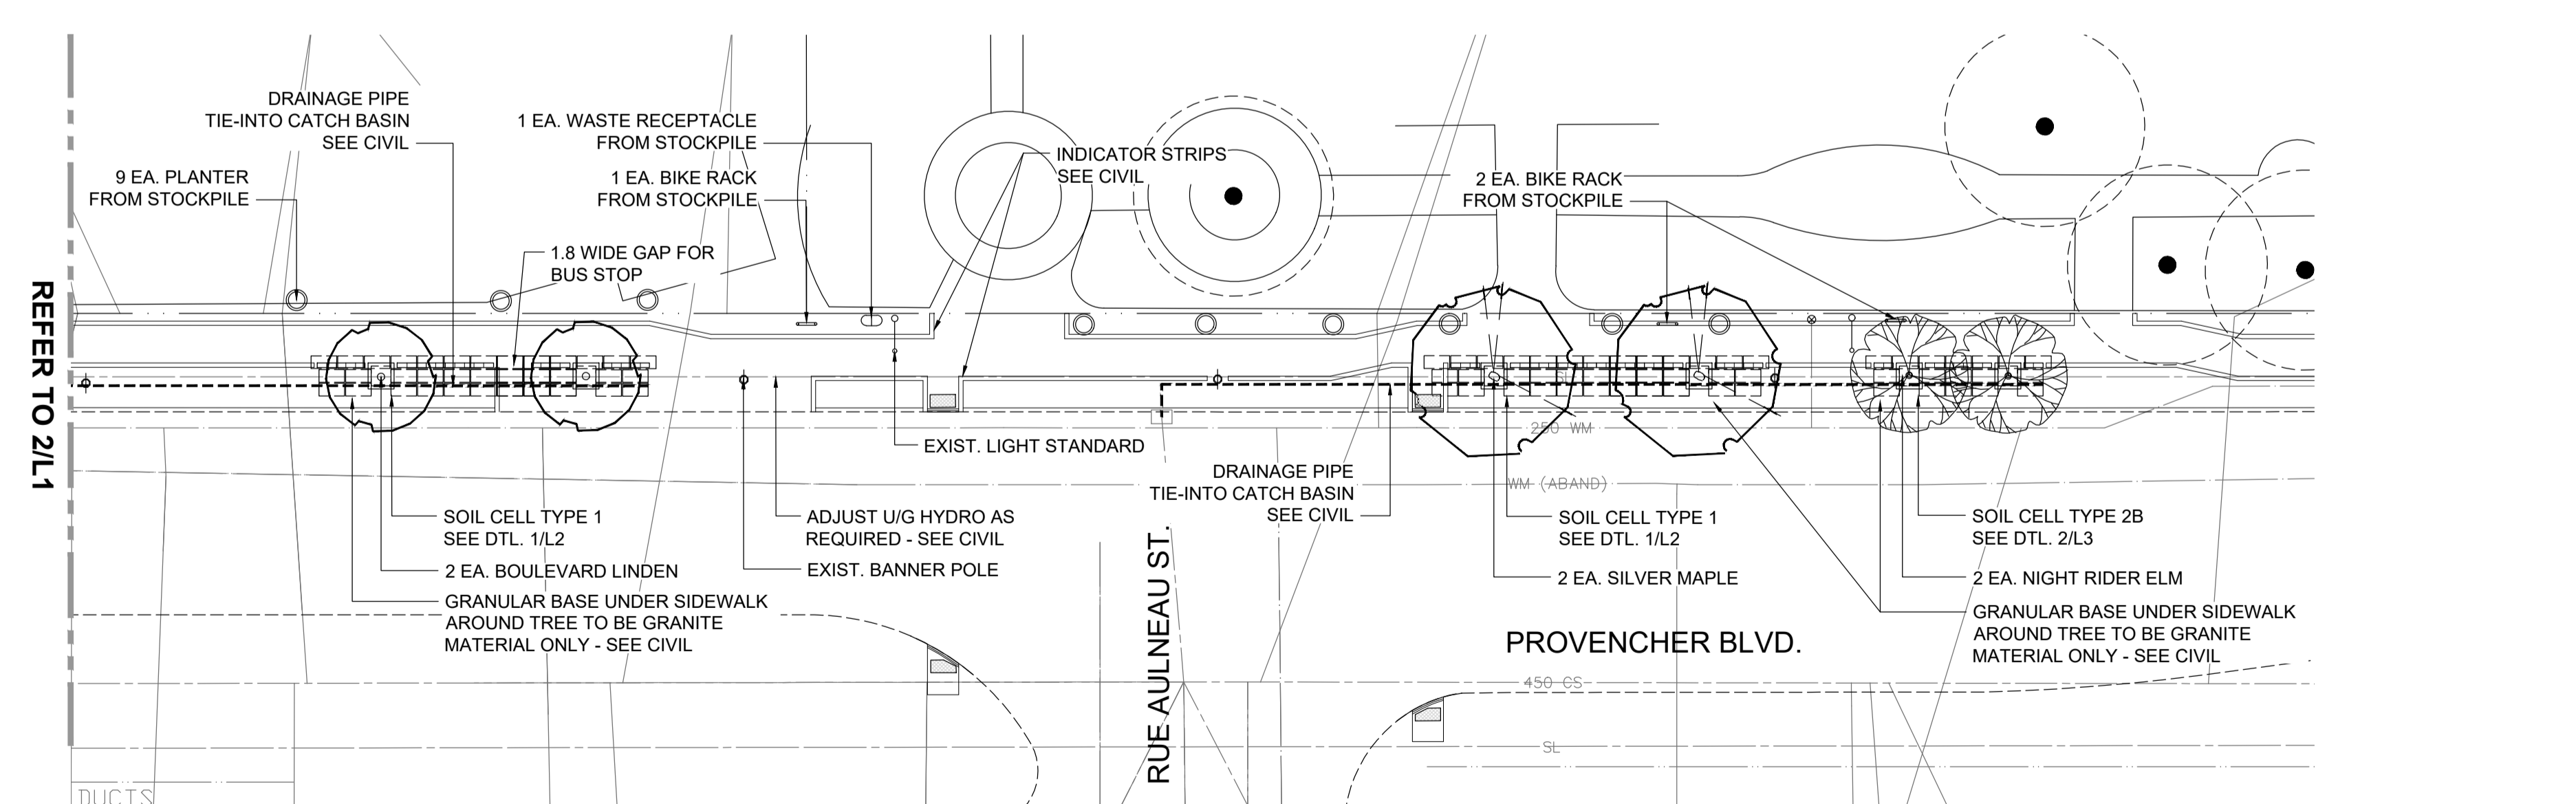 DRAINAGE PIPE
TIE-INTO CATCH BASIN
SEE CIVIL
9 EA. PLANTER
FROM STOCKPILE
1 EA. WASTE RECEPTACLE
FROM STOCKPILE
1 EA. BIKE RACK
FROM STOCKPILE
1.8 WIDE GAP FOR
BUS STOP
INDICATOR STRIPS
SEE CIVIL
2 EA. BIKE RACK
FROM STOCKPILE
REFER TO 2/L1
SL
250 WM
WM (ABAND)
EXIST. LIGHT STANDARD
DRAINAGE PIPE
TIE-INTO CATCH BASIN
SEE CIVIL
SOIL CELL TYPE 1
SEE DTL. 1/L2
2 EA. BOULEVARD LINDEN
GRANULAR BASE UNDER SIDEWALK
AROUND TREE TO BE GRANITE
MATERIAL ONLY - SEE CIVIL
ADJUST U/G HYDRO AS
REQUIRED - SEE CIVIL
EXIST. BANNER POLE
RUE AULNEAU ST.
SOIL CELL TYPE 1
SEE DTL. 1/L2
2 EA. SILVER MAPLE
PROVENCHER BLVD.
SOIL CELL TYPE 2B
SEE DTL. 2/L3
2 EA. NIGHT RIDER ELM
GRANULAR BASE UNDER SIDEWALK
AROUND TREE TO BE GRANITE
MATERIAL ONLY - SEE CIVIL
450 CS
SL
DUCTS